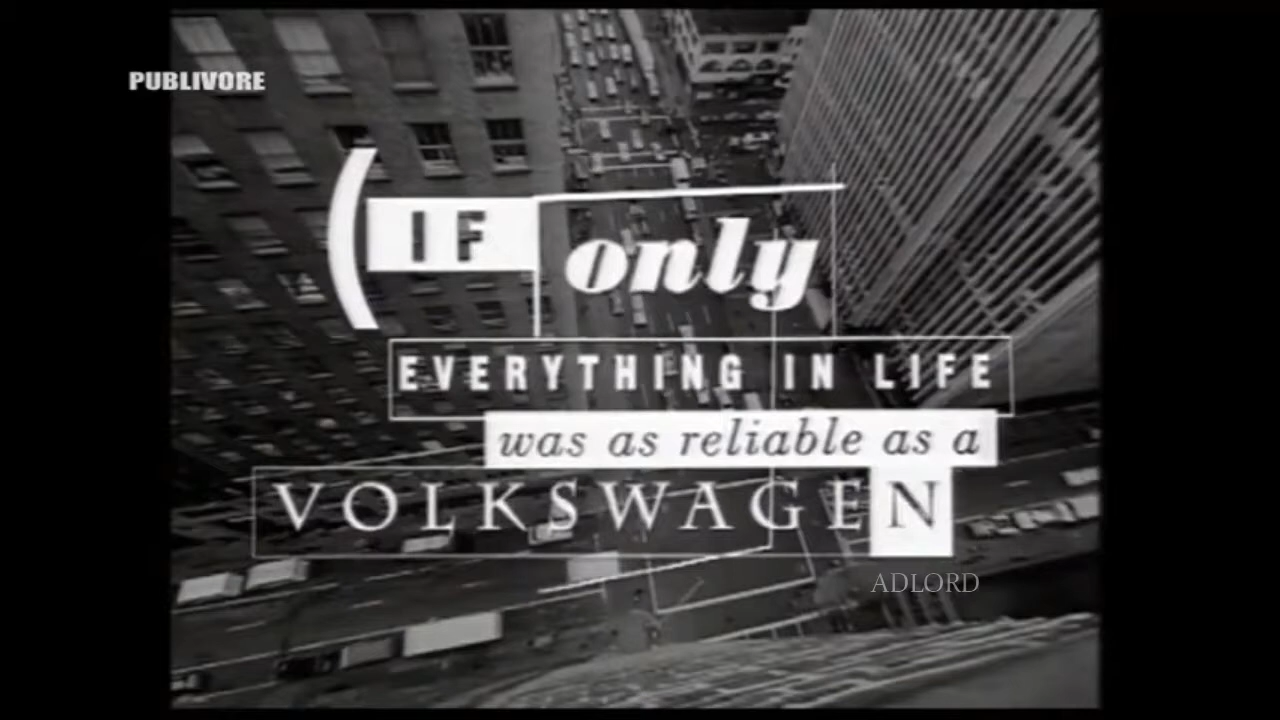 PUBLIVORE
(IF only
EVERYTHING IN LIFE
was as reliable as a
VOLKSWAGEN
ADLORD